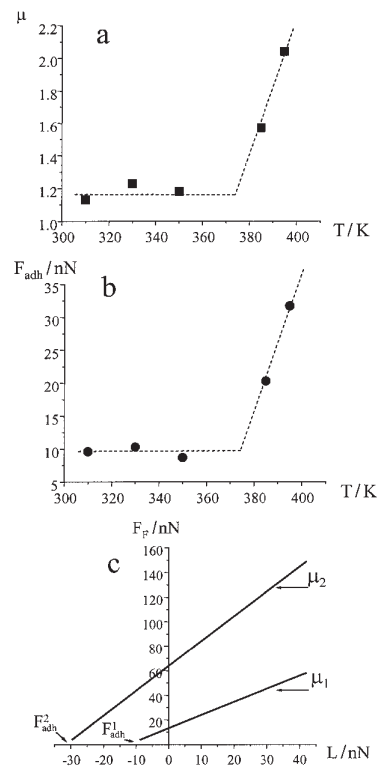 μ
a
2.2
2.0
1.8
1.6
1.4
1.2
1.0
300 320 340 360 380 400
T / K
F_adh / nN
b
35
30
25
20
15
10
5
300 320 340 360 380 400
T / K
F_F / nN
c
160
140
120
100
80
60
40
20
μ_2
μ_1
F²_adh
F¹_adh
-30 -20 -10 0 10 20 30 40
L / nN